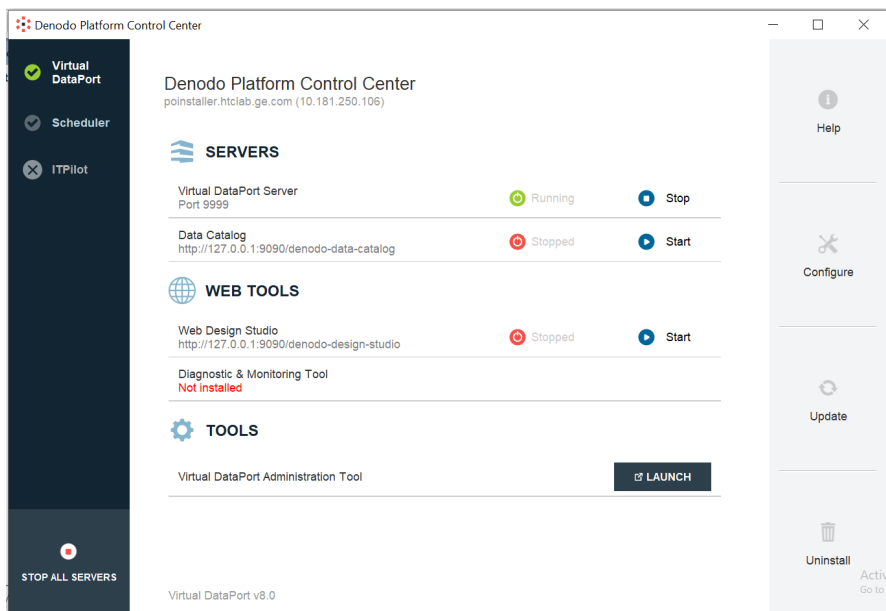 Denodo Platform Control Center
Virtual
DataPort
Scheduler
ITPilot
STOP ALL SERVERS
Denodo Platform Control Center
poinstaller.htclab.ge.com (10.181.250.106)
SERVERS
Virtual DataPort Server
Port 9999
Running
Stop
Data Catalog
http://127.0.0.1:9090/denodo-data-catalog
Stopped
Start
WEB TOOLS
Web Design Studio
http://127.0.0.1:9090/denodo-design-studio
Stopped
Start
Diagnostic & Monitoring Tool
Not installed
TOOLS
Virtual DataPort Administration Tool
LAUNCH
Virtual DataPort v8.0
Help
Configure
Update
Uninstall
Activ
Go to